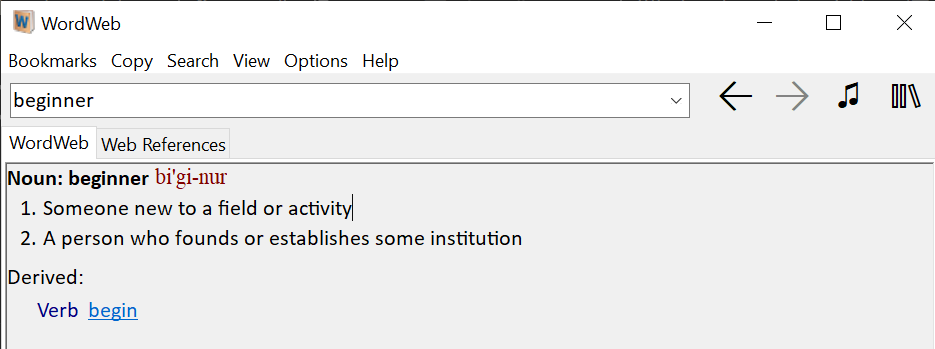 WordWeb
Bookmarks Copy Search View Options Help
beginner
WordWeb Web References
Noun: beginner bi'gi-nur
1. Someone new to a field or activity
2. A person who founds or establishes some institution
Derived:
Verb begin